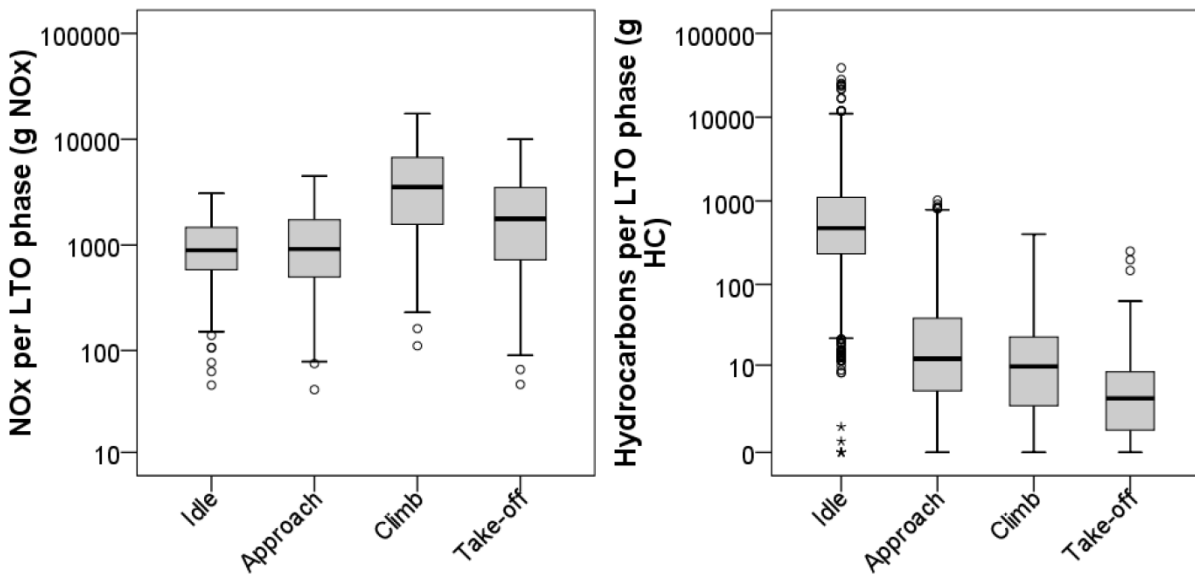 NOx per LTO phase (g NOx)
100000
10000
1000
100
10
Idle
Approach
Climb
Take-off
Hydrocarbons per LTO phase (g
HC)
100000
10000
1000
100
10
0
Idle
Approach
Climb
Take-off